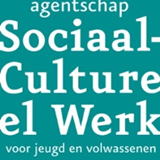 agentschap
Sociaal-
Culture
el Werk
voor jeugd en volwassenen